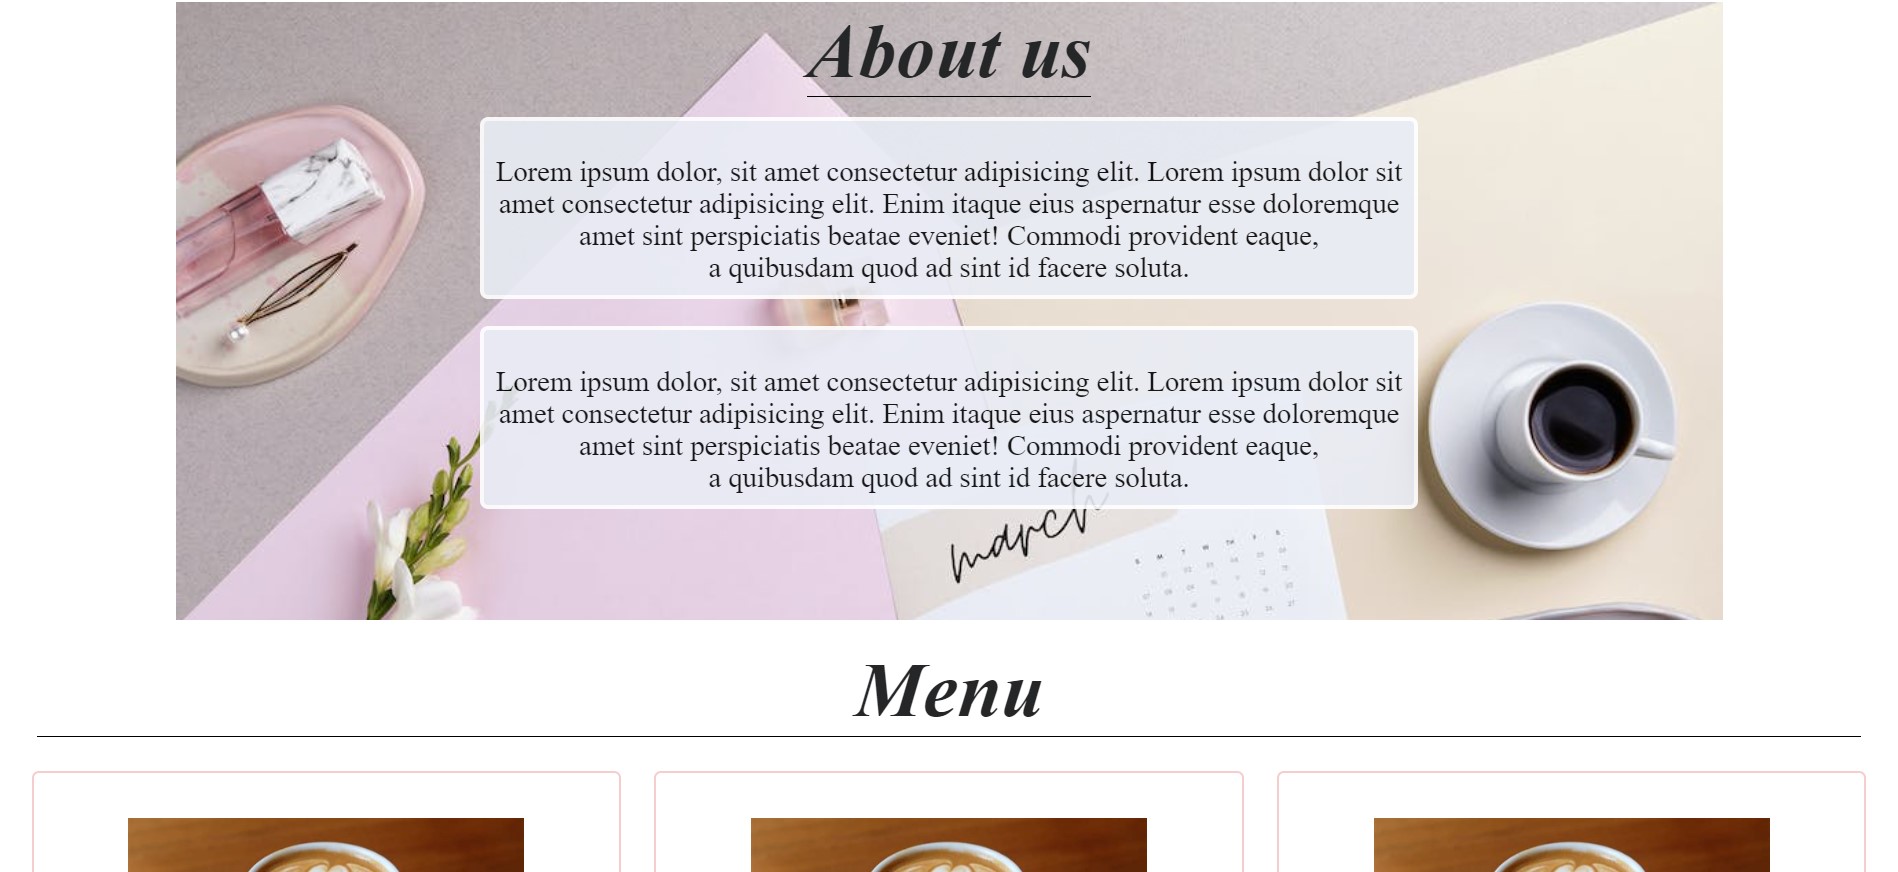 About us
Lorem ipsum dolor, sit amet consectetur adipisicing elit. Lorem ipsum dolor sit
amet consectetur adipisicing elit. Enim itaque eius aspernatur esse doloremque
amet sint perspiciatis beatae eveniet! Commodi provident eaque,
a quibusdam quod ad sint id facere soluta.
Lorem ipsum dolor, sit amet consectetur adipisicing elit. Lorem ipsum dolor sit
amet consectetur adipisicing elit. Enim itaque eius aspernatur esse doloremque
amet sint perspiciatis beatae eveniet! Commodi provident eaque,
a quibusdam quod ad sint id facere soluta.
march
S M T W TH F S
Menu